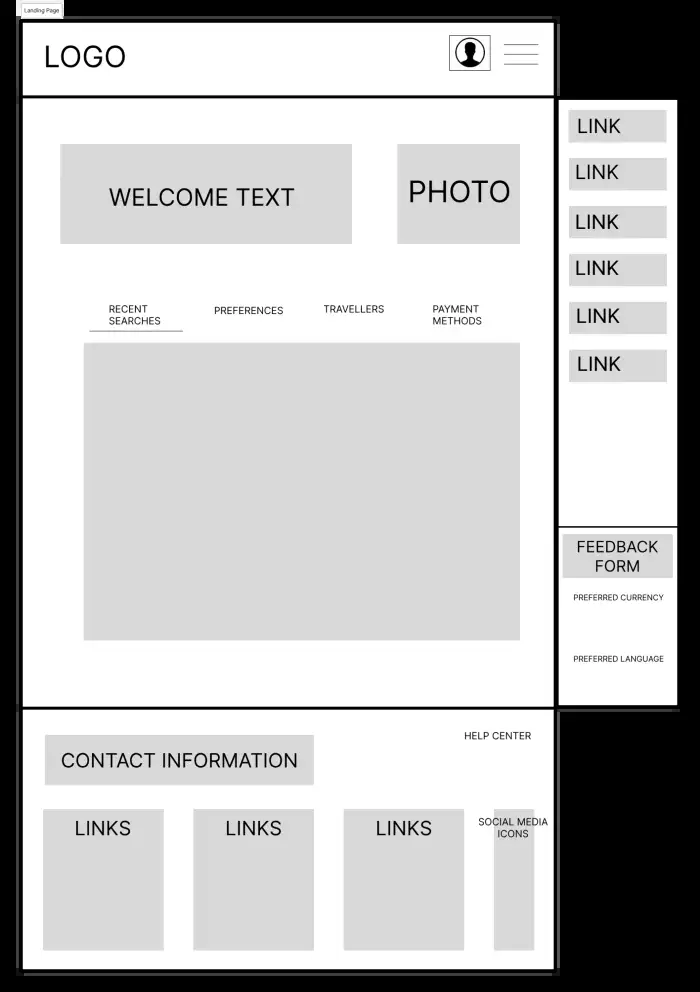 Landing Page
LOGO
WELCOME TEXT
PHOTO
RECENT
SEARCHES
PREFERENCES
TRAVELLERS
PAYMENT
METHODS
LINK
LINK
LINK
LINK
LINK
LINK
FEEDBACK
FORM
PREFERRED CURRENCY
PREFERRED LANGUAGE
HELP CENTER
CONTACT INFORMATION
LINKS
LINKS
LINKS
SOCIAL MEDIA
ICONS